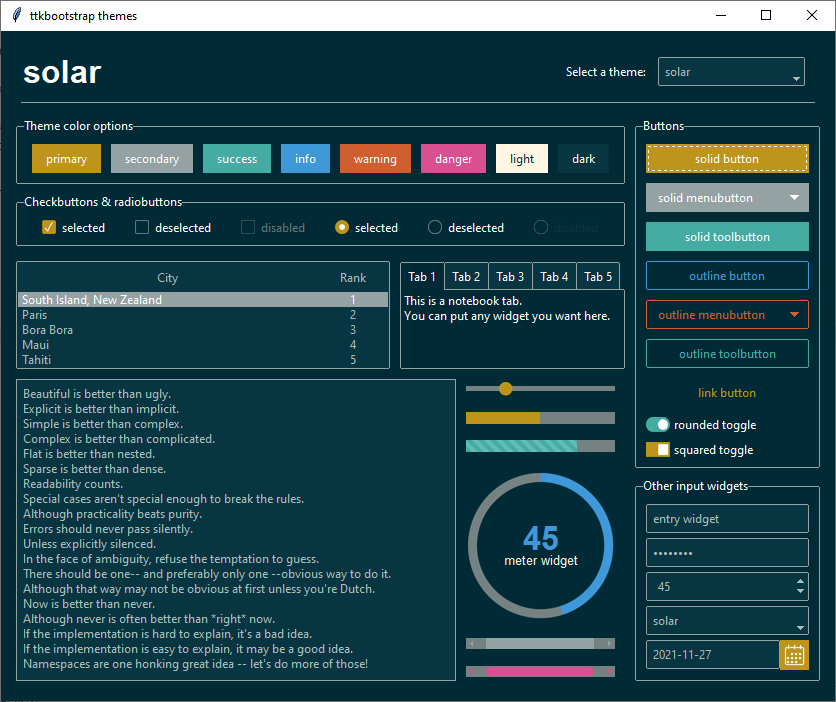 ttkbootstrap themes
solar
Select a theme: solar
Theme color options
primary secondary success info warning danger light dark
Checkbuttons & radiobuttons
selected deselected disabled selected deselected disabled
City Rank
South Island, New Zealand 1
Paris 2
Bora Bora 3
Maui 4
Tahiti 5
Tab 1 Tab 2 Tab 3 Tab 4 Tab 5
This is a notebook tab.
You can put any widget you want here.
Beautiful is better than ugly.
Explicit is better than implicit.
Simple is better than complex.
Complex is better than complicated.
Flat is better than nested.
Sparse is better than dense.
Readability counts.
Special cases aren't special enough to break the rules.
Although practicality beats purity.
Errors should never pass silently.
Unless explicitly silenced.
In the face of ambiguity, refuse the temptation to guess.
There should be one-- and preferably only one --obvious way to do it.
Although that way may not be obvious at first unless you're Dutch.
Now is better than never.
Although never is often better than *right* now.
If the implementation is hard to explain, it's a bad idea.
If the implementation is easy to explain, it may be a good idea.
Namespaces are one honking great idea -- let's do more of those!
45
meter widget
Buttons
solid button
solid menubutton
solid toolbutton
outline button
outline menubutton
outline toolbutton
link button
rounded toggle
squared toggle
Other input widgets
entry widget
••••••••
45
solar
2021-11-27